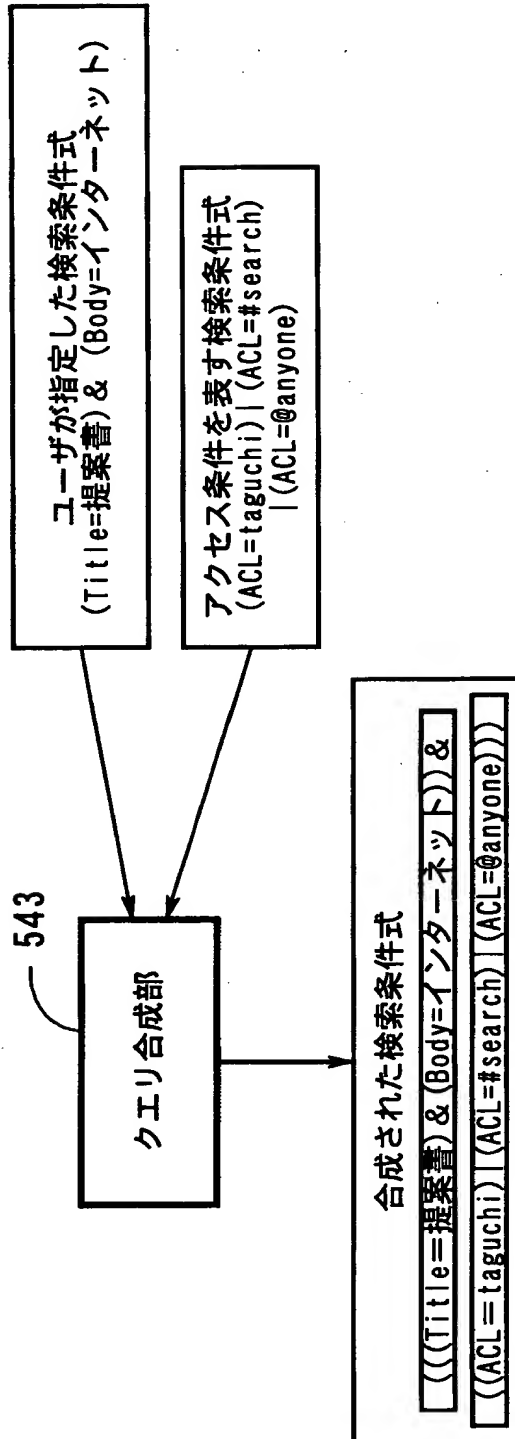 ユーザが指定した検索条件式
(Title=提案書)& (Body=インターネット)
アクセス条件を表す検索条件式
(ACL=taguchi)|(ACL=#search)
|(ACL=@anyone)
543
クエリ合成部
合成された検索条件式
(((Title=提案書)&(Body=インターネット))&
((ACL=taguchi)|(ACL=#search)|(ACL=@anyone)))